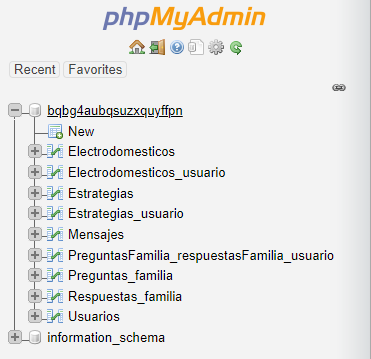 phpMyAdmin
Recent Favorites
bqbg4aubqsuzxquyffpn
New
Electrodomesticos
Electrodomesticos_usuario
Estrategias
Estrategias_usuario
Mensajes
PreguntasFamilia_respuestasFamilia_usuario
Preguntas_familia
Respuestas_familia
Usuarios
information_schema